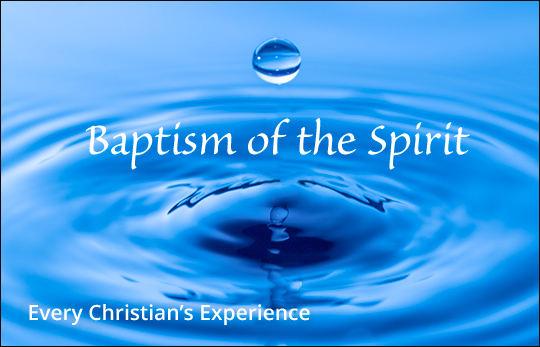 Baptism of the Spirit
Every Christian’s Experience